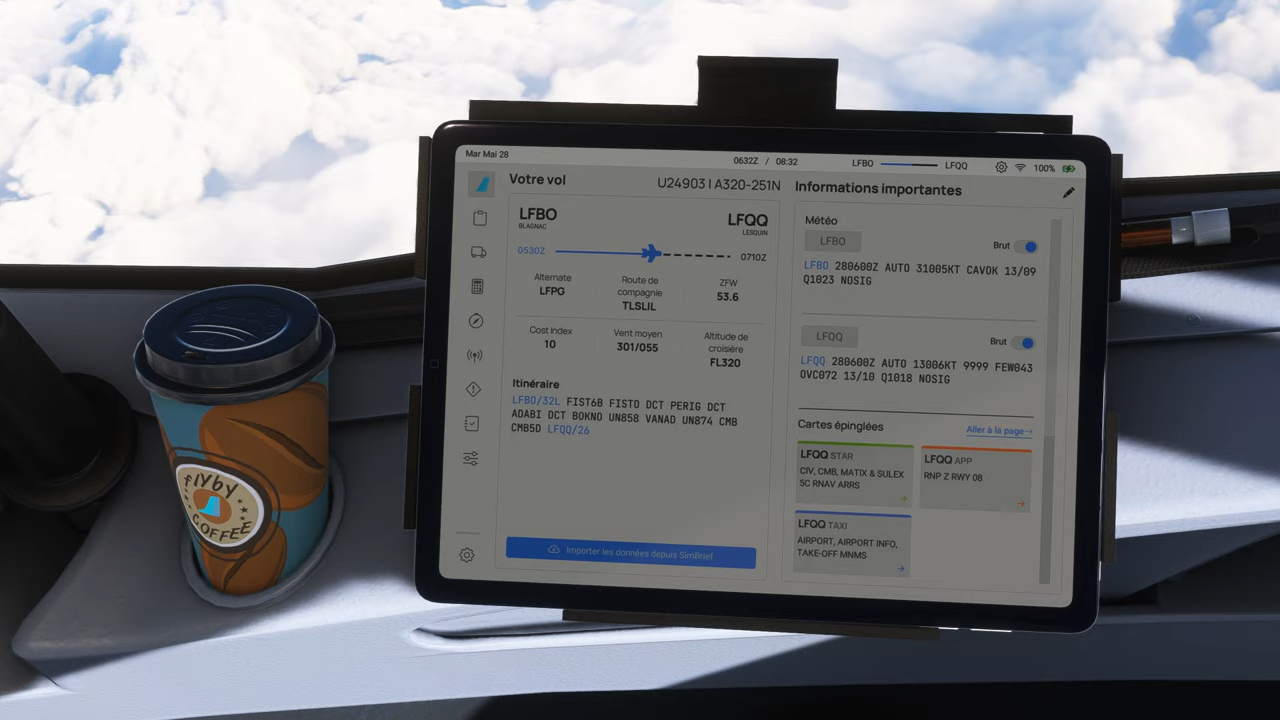 Mar Mai 28
0632Z / 08:32
LFBO
LFQQ
100%
Votre vol
U24903 | A320-251N
LFBO
BLAGNAC
LFQQ
LESQUIN
0530Z
0710Z
Alternate
LFPG
Route de
compagnie
TLSLIL
ZFW
53.6
Cost Index
10
Vent moyen
301/055
Altitude de
croisière
FL320
Itinéraire
LFBO/32L FIST6B FISTO DCT PERIG DCT
ADABI DCT BOKNO UN858 VANAD UN874 CMB
CMB5D LFQQ/26
Importer les données depuis SimBrief
Informations importantes
Météo
LFBO
Brut
LFBO 280600Z AUTO 31005KT CAVOK 13/09
Q1023 NOSIG
LFQQ
Brut
LFQQ 280600Z AUTO 13006KT 9999 FEW043
OVC072 13/10 Q1018 NOSIG
Cartes épinglées
Aller à la page→
LFQQ STAR
CIV, CMB, MATIX & SULEX
5C RNAV ARRS
LFQQ APP
RNP Z RWY 08
LFQQ TAXI
AIRPORT, AIRPORT INFO,
TAKE-OFF MNMS
flyby
COFFEE